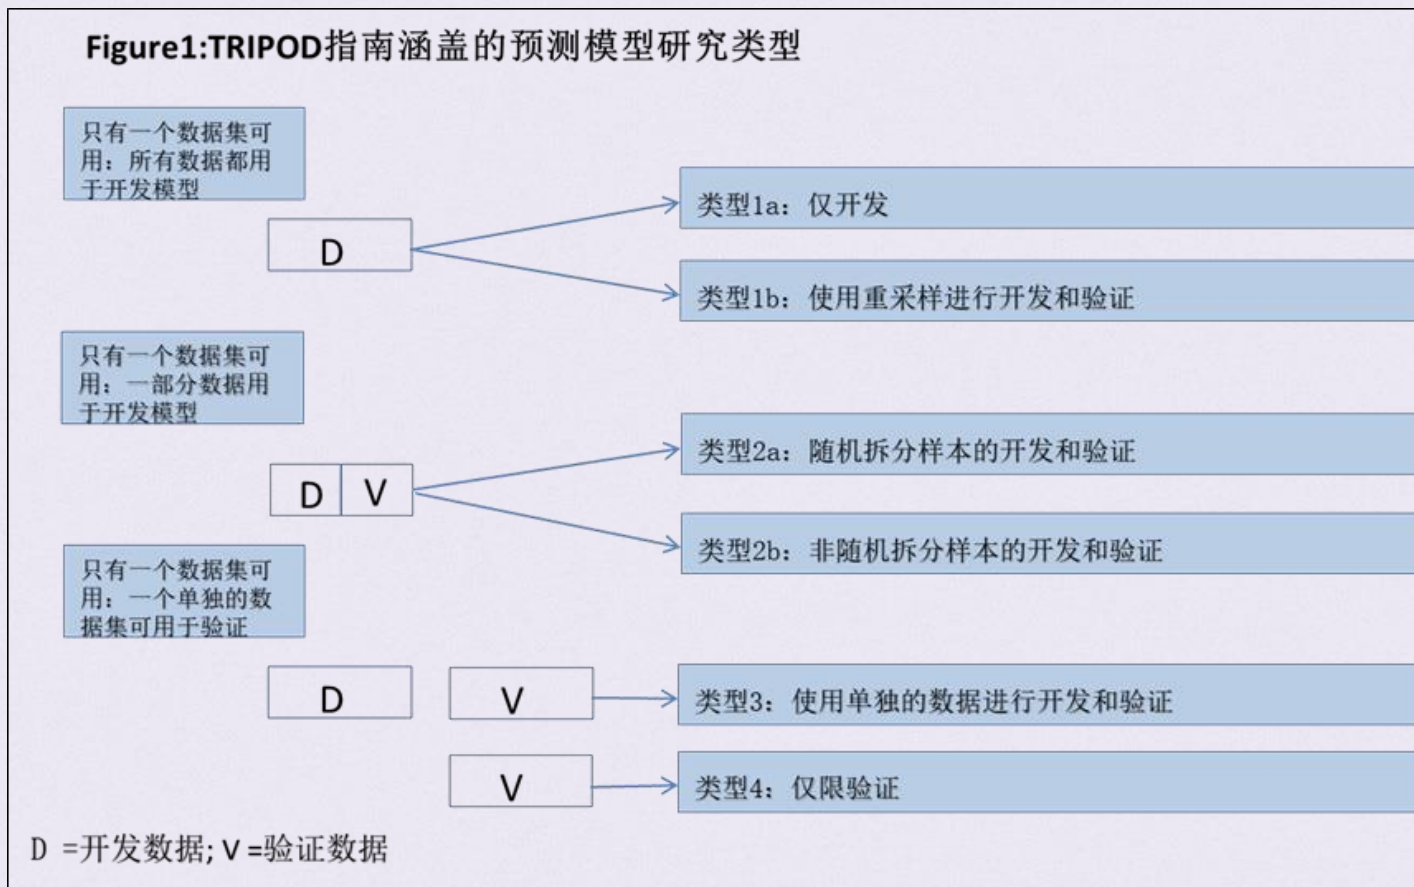 Figure1:TRIPOD指南涵盖的预测模型研究类型
只有一个数据集可
用：所有数据都用
于开发模型
D
类型1a：仅开发
类型1b：使用重采样进行开发和验证
只有一个数据集可
用：一部分数据用
于开发模型
D V
类型2a：随机拆分样本的开发和验证
类型2b：非随机拆分样本的开发和验证
只有一个数据集可
用：一个单独的数
据集可用于验证
D V
类型3：使用单独的数据进行开发和验证
V
类型4：仅限验证
D =开发数据; V =验证数据